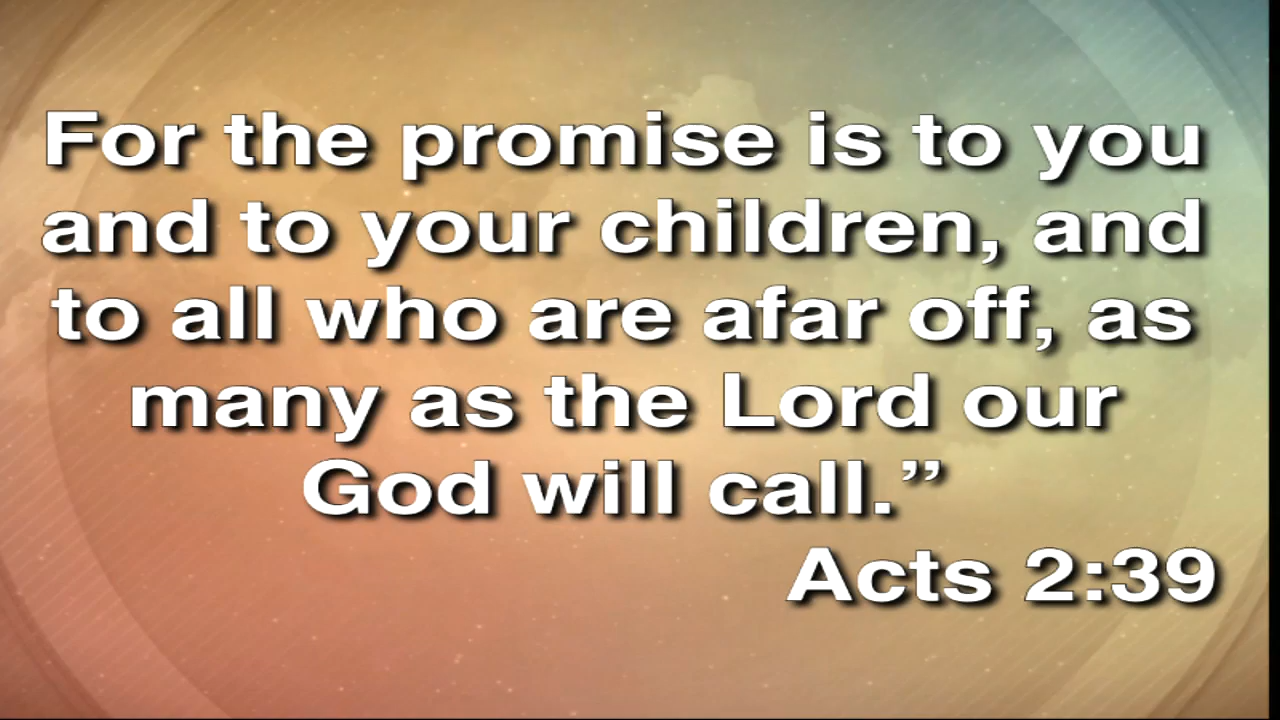 For the promise is to you
and to your children, and
to all who are afar off, as
many as the Lord our
God will call.”
Acts 2:39